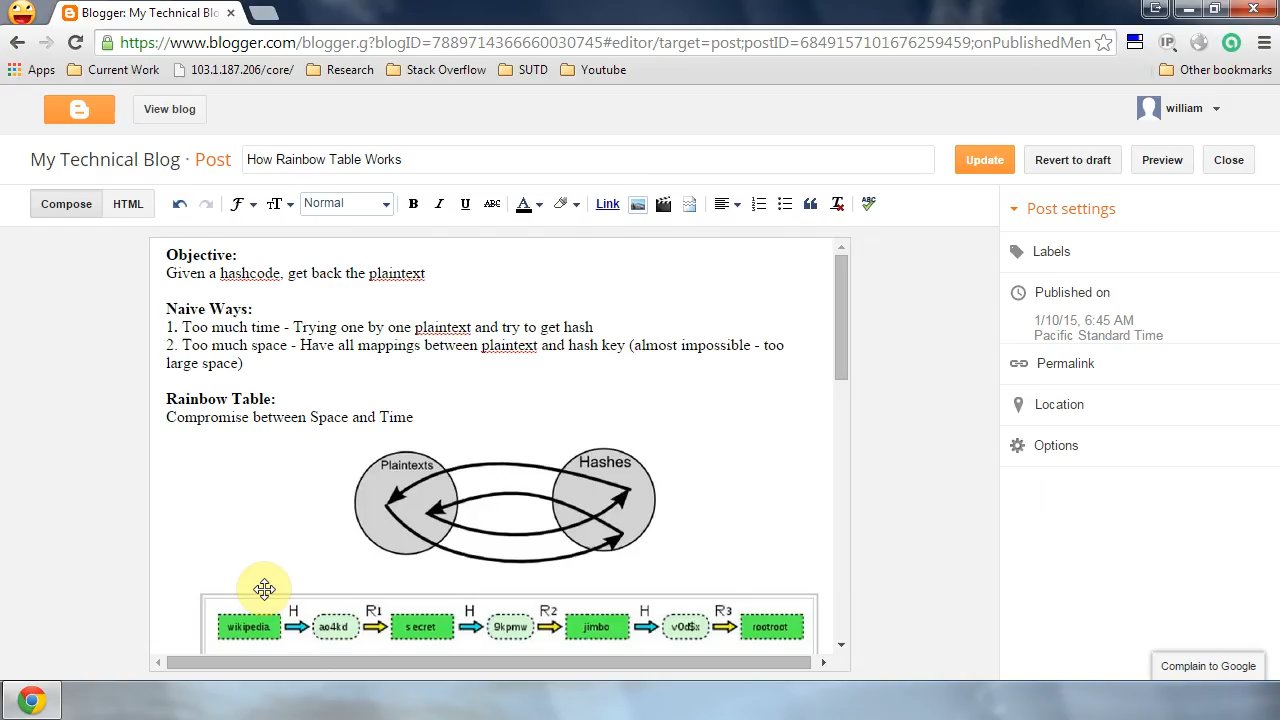 Blogger: My Technical Blo
https://www.blogger.com/blogger.g?blogID=7889714366660030745#editor/target=post;postID=6849157101676259459;onPublishedMen
IP
Apps Current Work 103.1.187.206/core/ Research Stack Overflow SUTD Youtube Other bookmarks
View blog william
My Technical Blog · Post How Rainbow Table Works Update Revert to draft Preview Close
Compose HTML Normal B I U ABC A Link ABC
Post settings
Labels
Published on
1/10/15, 6:45 AM
Pacific Standard Time
Permalink
Location
Options
Objective:
Given a hashcode, get back the plaintext
Naive Ways:
1. Too much time - Trying one by one plaintext and try to get hash
2. Too much space - Have all mappings between plaintext and hash key (almost impossible - too
large space)
Rainbow Table:
Compromise between Space and Time
Plaintexts Hashes
H R1 H R2 H R3
wikipedia ao4kd secret 9kpmw jimbo v0d$x rootroot
Complain to Google